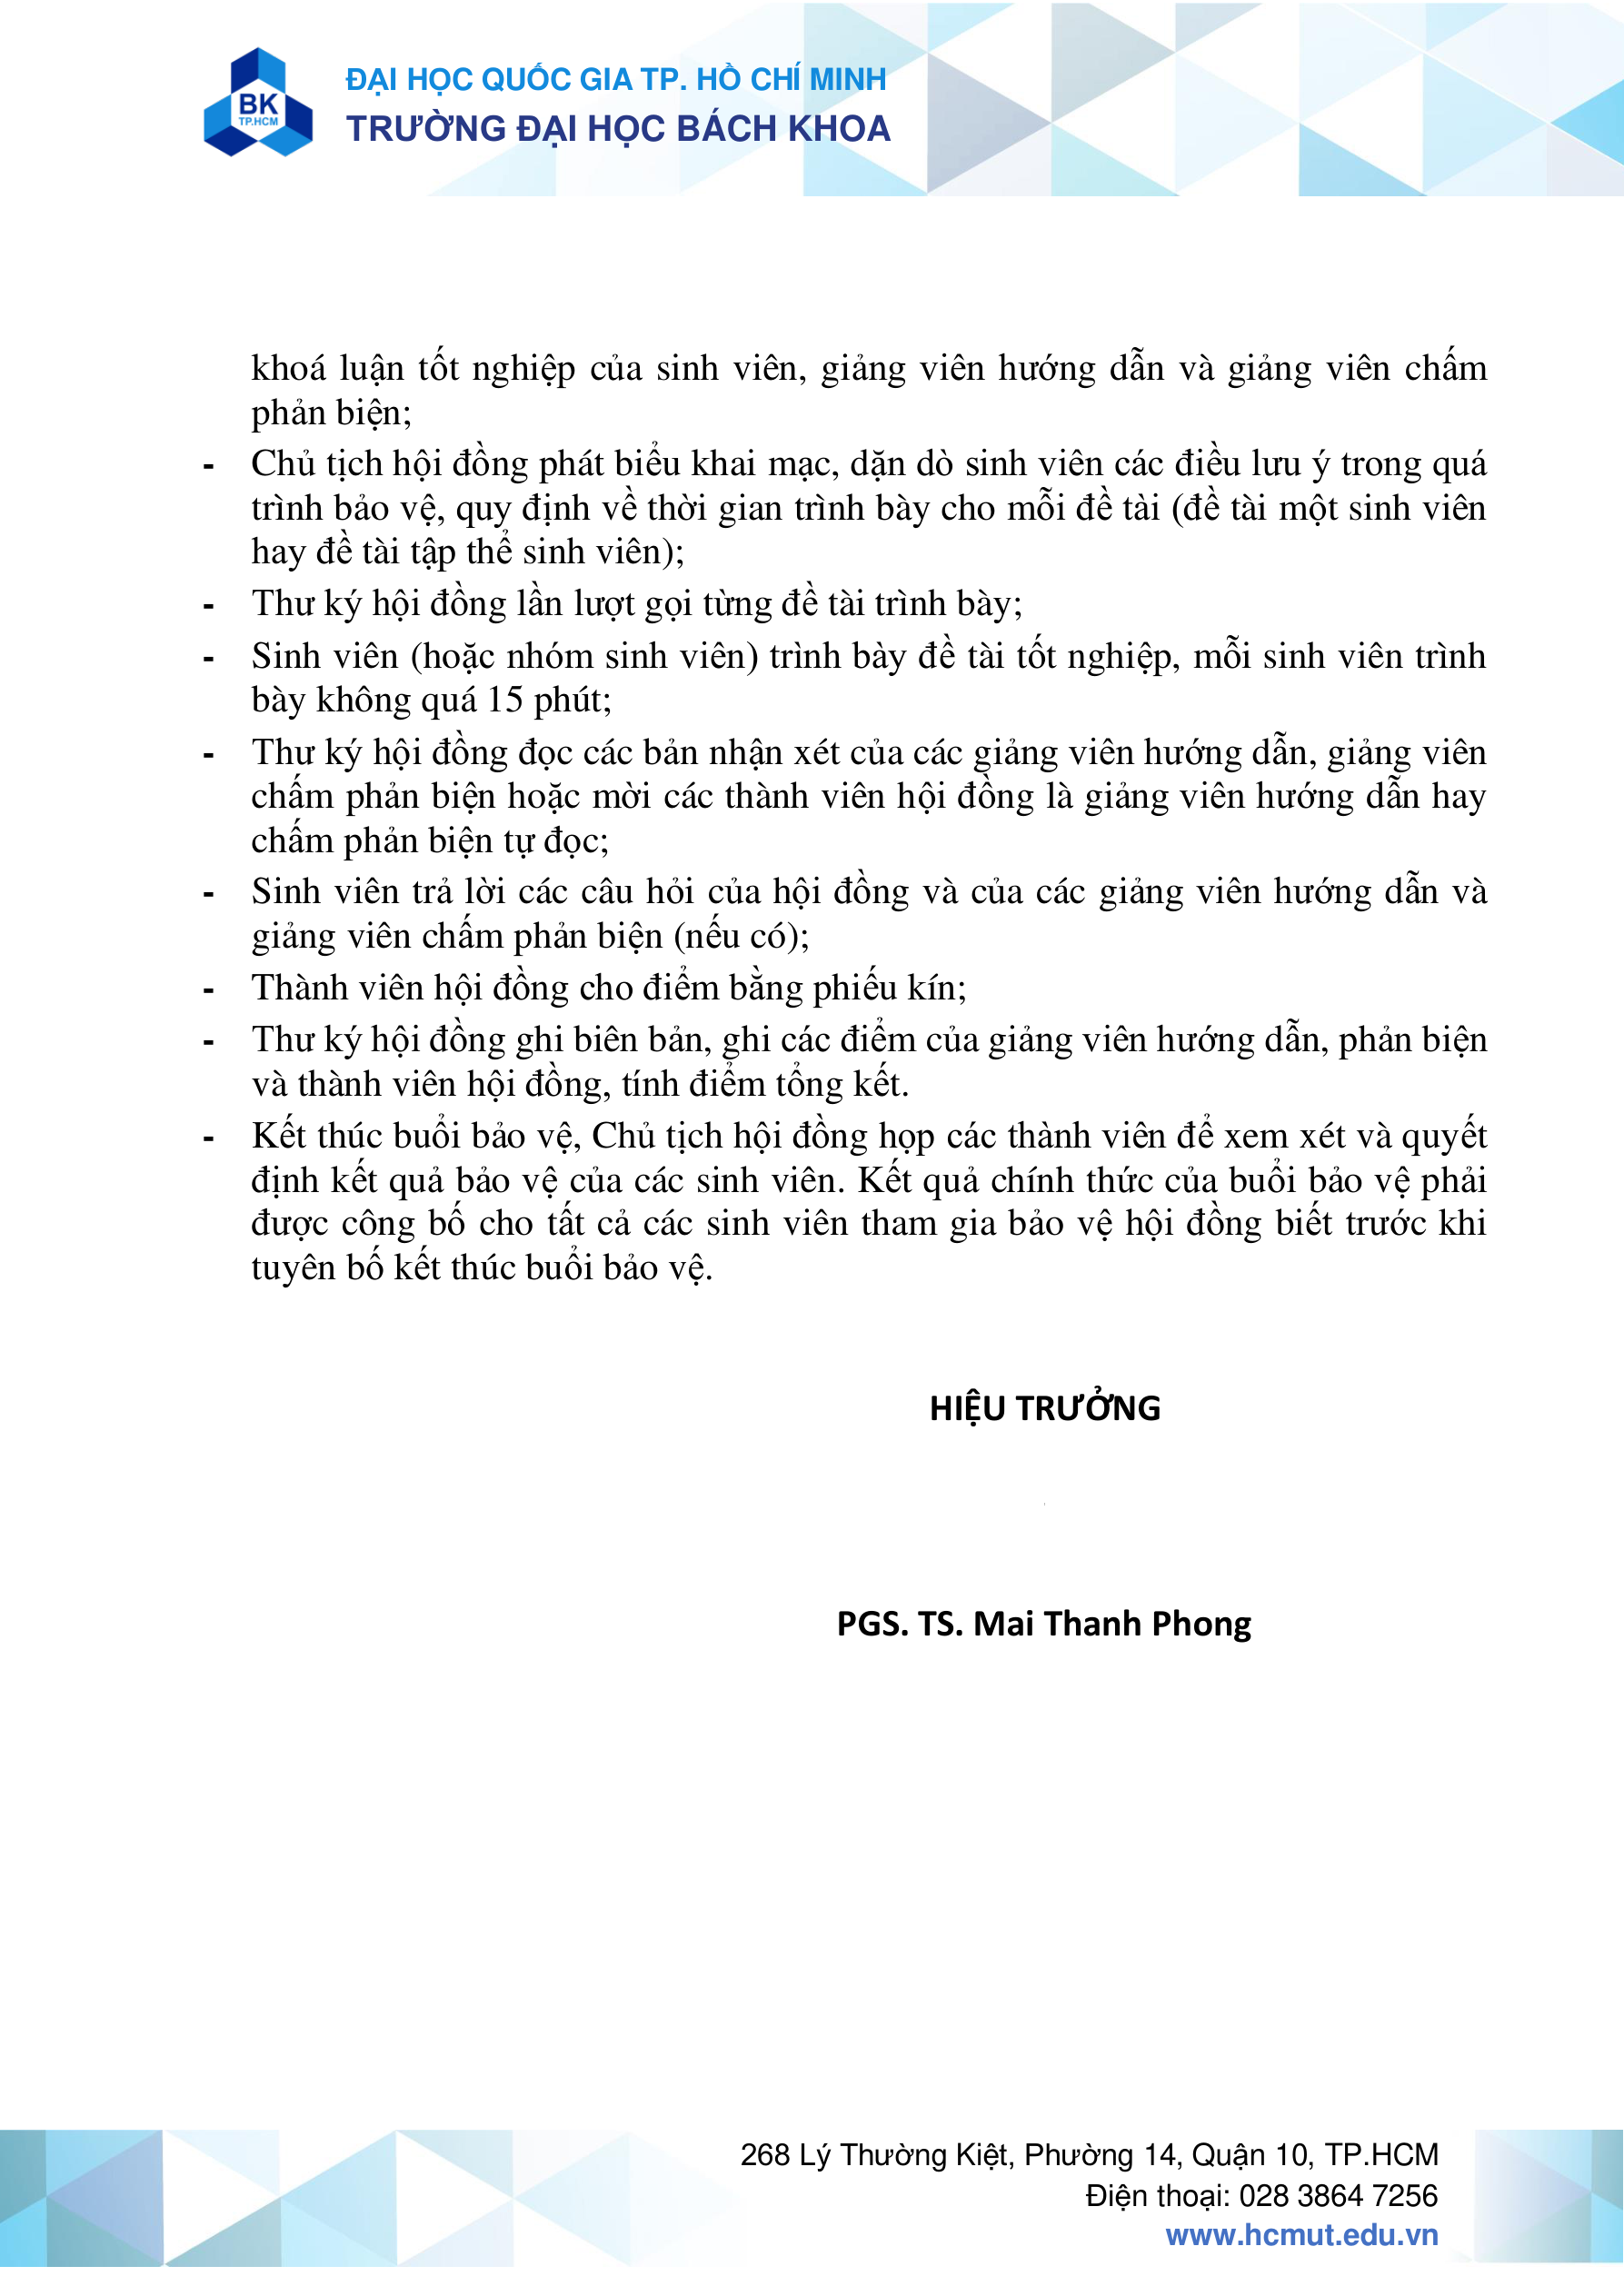 BK
TP.HCM
ĐẠI HỌC QUỐC GIA TP. HỒ CHÍ MINH
TRƯỜNG ĐẠI HỌC BÁCH KHOA
khoá luận tốt nghiệp của sinh viên, giảng viên hướng dẫn và giảng viên chấm
phản biện;
- Chủ tịch hội đồng phát biểu khai mạc, dặn dò sinh viên các điều lưu ý trong quá
trình bảo vệ, quy định về thời gian trình bày cho mỗi đề tài (đề tài một sinh viên
hay đề tài tập thể sinh viên);
- Thư ký hội đồng lần lượt gọi từng đề tài trình bày;
- Sinh viên (hoặc nhóm sinh viên) trình bày đề tài tốt nghiệp, mỗi sinh viên trình
bày không quá 15 phút;
- Thư ký hội đồng đọc các bản nhận xét của các giảng viên hướng dẫn, giảng viên
chấm phản biện hoặc mời các thành viên hội đồng là giảng viên hướng dẫn hay
chấm phản biện tự đọc;
- Sinh viên trả lời các câu hỏi của hội đồng và của các giảng viên hướng dẫn và
giảng viên chấm phản biện (nếu có);
- Thành viên hội đồng cho điểm bằng phiếu kín;
- Thư ký hội đồng ghi biên bản, ghi các điểm của giảng viên hướng dẫn, phản biện
và thành viên hội đồng, tính điểm tổng kết.
- Kết thúc buổi bảo vệ, Chủ tịch hội đồng họp các thành viên để xem xét và quyết
định kết quả bảo vệ của các sinh viên. Kết quả chính thức của buổi bảo vệ phải
được công bố cho tất cả các sinh viên tham gia bảo vệ hội đồng biết trước khi
tuyên bố kết thúc buổi bảo vệ.
HIỆU TRƯỞNG
PGS. TS. Mai Thanh Phong
268 Lý Thường Kiệt, Phường 14, Quận 10, TP.HCM
Điện thoại: 028 3864 7256
www.hcmut.edu.vn